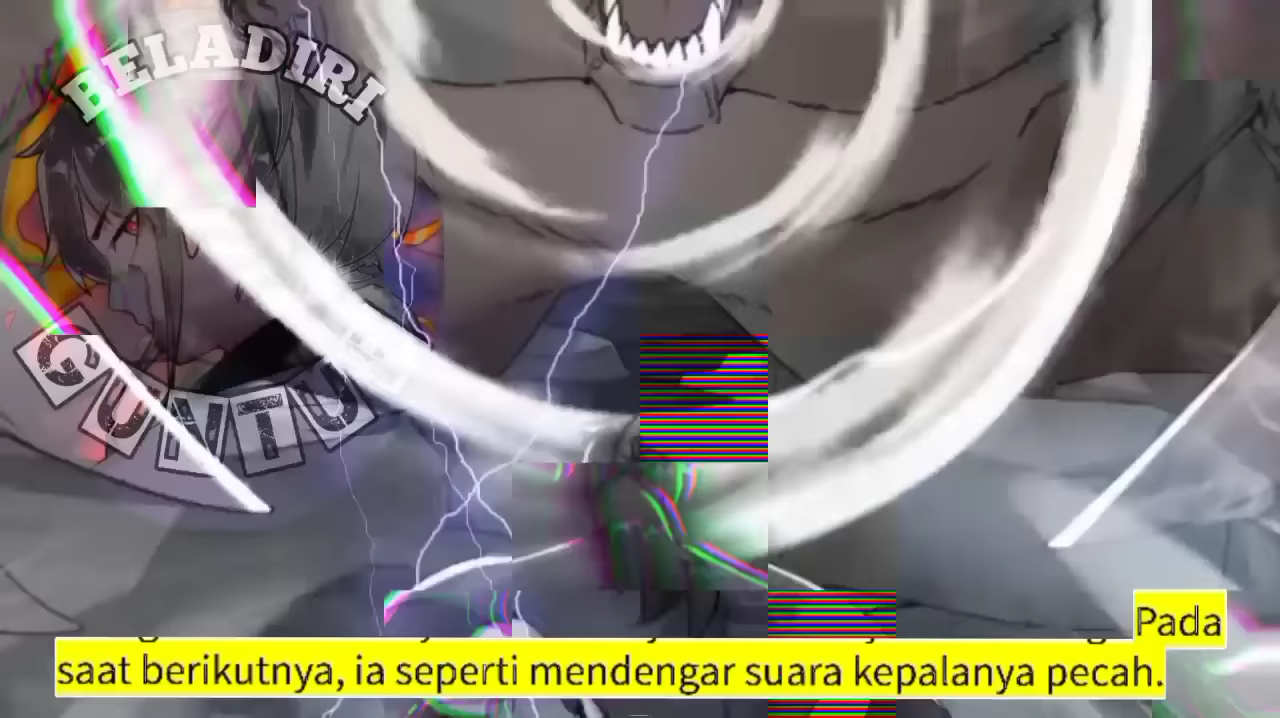 BELADIRI
GUNTU
Pada
saat berikutnya, ia seperti mendengar suara kepalanya pecah.